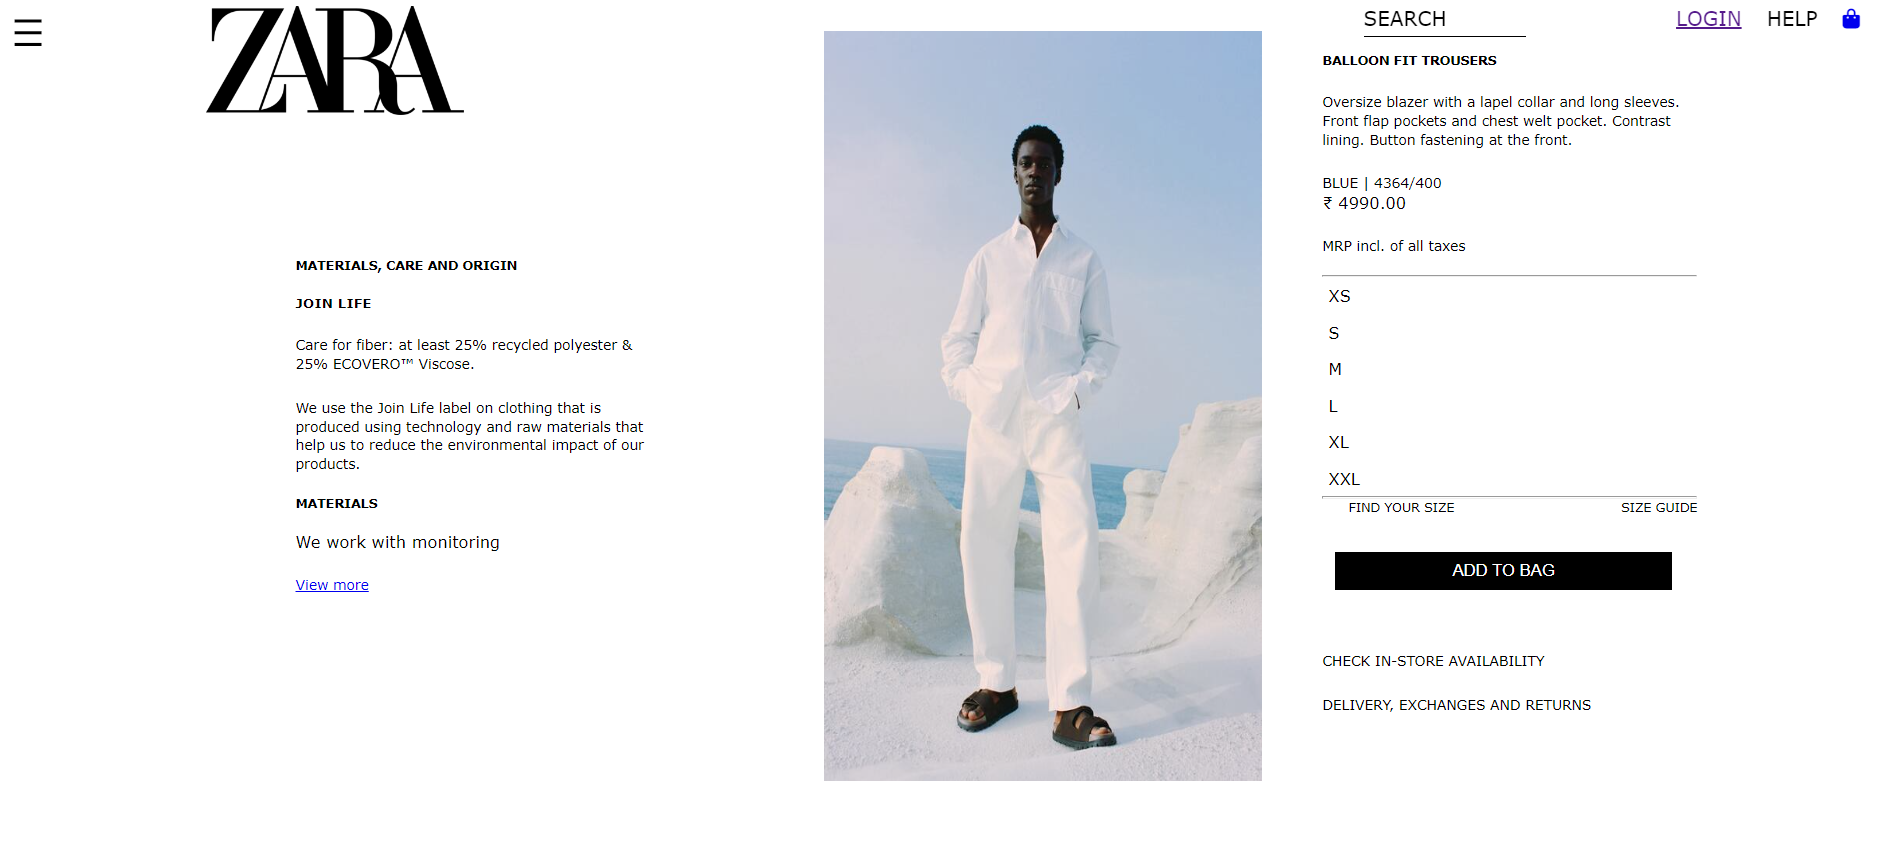 ZARA
SEARCH
LOGIN
HELP
MATERIALS, CARE AND ORIGIN
JOIN LIFE
Care for fiber: at least 25% recycled polyester &
25% ECOVERO™ Viscose.
We use the Join Life label on clothing that is
produced using technology and raw materials that
help us to reduce the environmental impact of our
products.
MATERIALS
We work with monitoring
View more
BALLOON FIT TROUSERS
Oversize blazer with a lapel collar and long sleeves.
Front flap pockets and chest welt pocket. Contrast
lining. Button fastening at the front.
BLUE | 4364/400
₹ 4990.00
MRP incl. of all taxes
XS
S
M
L
XL
XXL
FIND YOUR SIZE
SIZE GUIDE
ADD TO BAG
CHECK IN-STORE AVAILABILITY
DELIVERY, EXCHANGES AND RETURNS